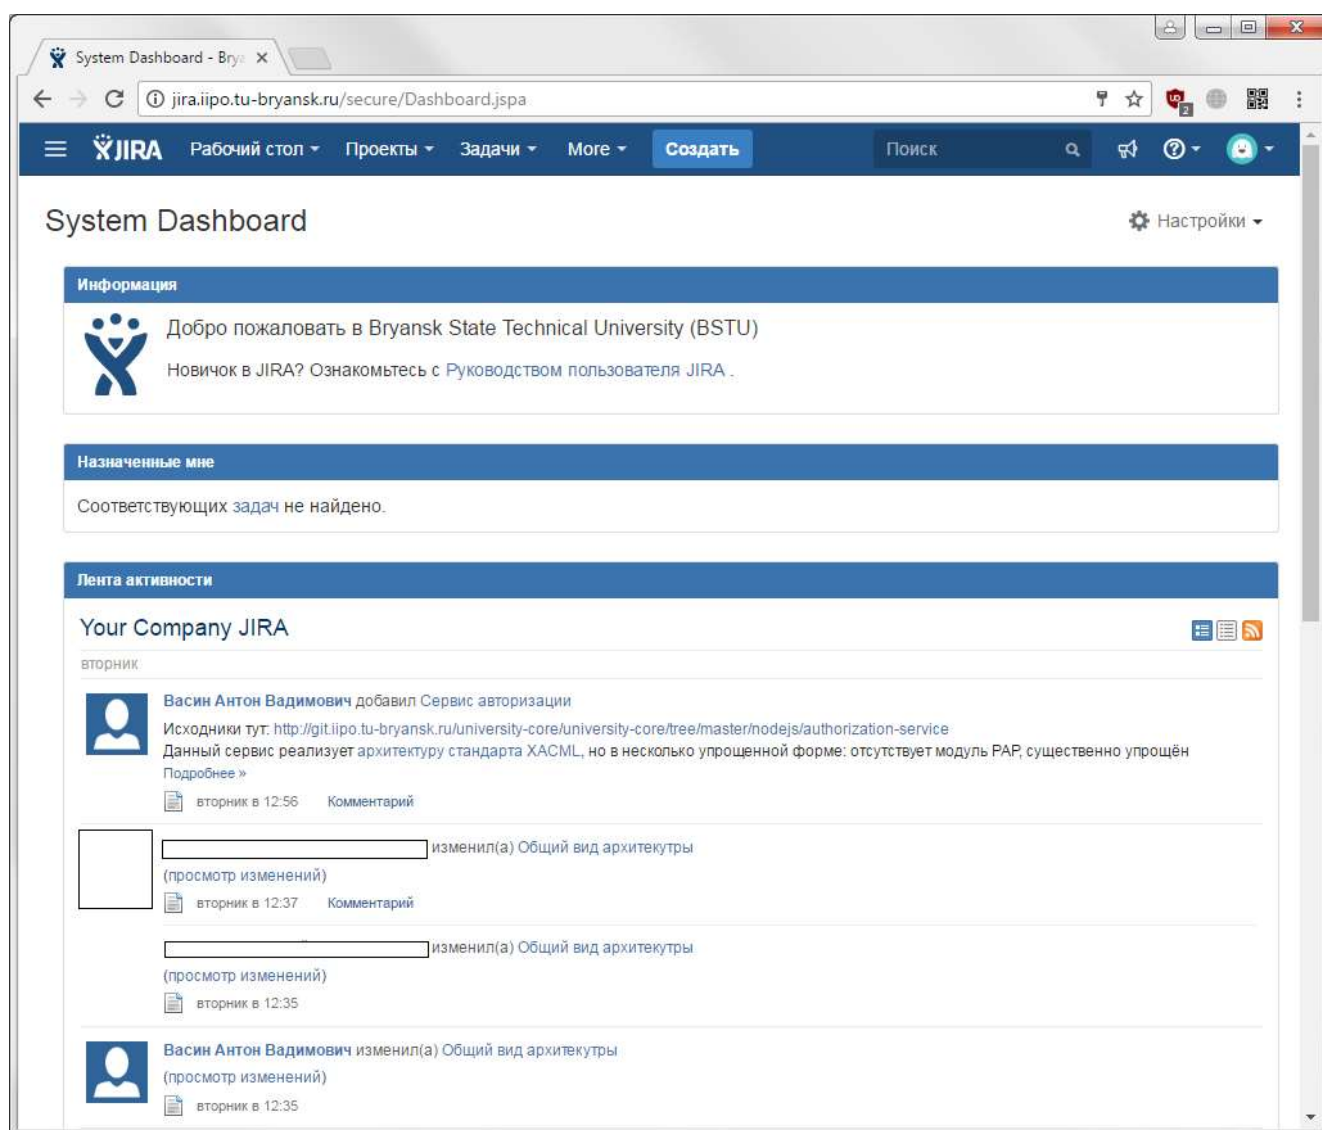 System Dashboard - Brya
jira.iipo.tu-bryansk.ru/secure/Dashboard.jspa
2
JIRA Рабочий стол Проекты Задачи More Создать Поиск
System Dashboard
Настройки
Информация
Добро пожаловать в Bryansk State Technical University (BSTU)
Новичок в JIRA? Ознакомьтесь с Руководством пользователя JIRA .
Назначенные мне
Соответствующих задач не найдено.
Лента активности
Your Company JIRA
вторник
Васин Антон Вадимович добавил Сервис авторизации
Исходники тут: http://git.iipo.tu-bryansk.ru/university-core/university-core/tree/master/nodejs/authorization-service
Данный сервис реализует архитектуру стандарта XACML, но в несколько упрощенной форме: отсутствует модуль PAP, существенно упрощён
Подробнее »
вторник в 12:56 Комментарий
изменил(а) Общий вид архитекутры
(просмотр изменений)
вторник в 12:37 Комментарий
изменил(а) Общий вид архитекутры
(просмотр изменений)
вторник в 12:35
Васин Антон Вадимович изменил(а) Общий вид архитекутры
(просмотр изменений)
вторник в 12:35